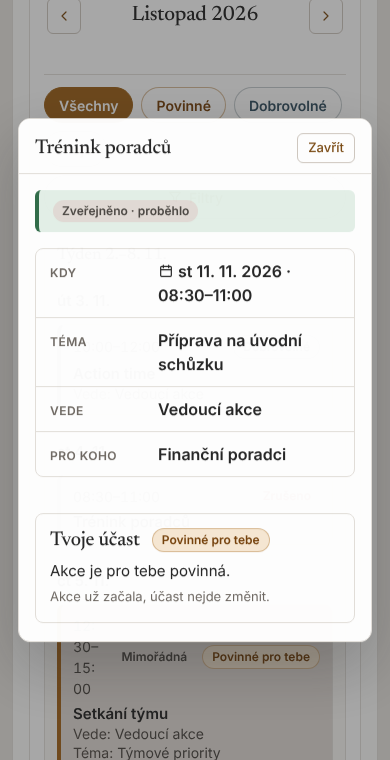 Listopad 2026
Všechny
Povinné
Dobrovolné
Trénink poradců
Zavřít
Zveřejněno · proběhlo
KDY
st 11. 11. 2026 ·
08:30–11:00
TÉMA
Příprava na úvodní
schůzku
VEDE
Vedoucí akce
PRO KOHO
Finanční poradci
Tvoje účast
Povinné pro tebe
Akce je pro tebe povinná.
Akce už začala, účast nejde změnit.
30–
15:
00
Mimořádná
Povinné pro tebe
Setkání týmu
Vede: Vedoucí akce
Téma: Týmové priority